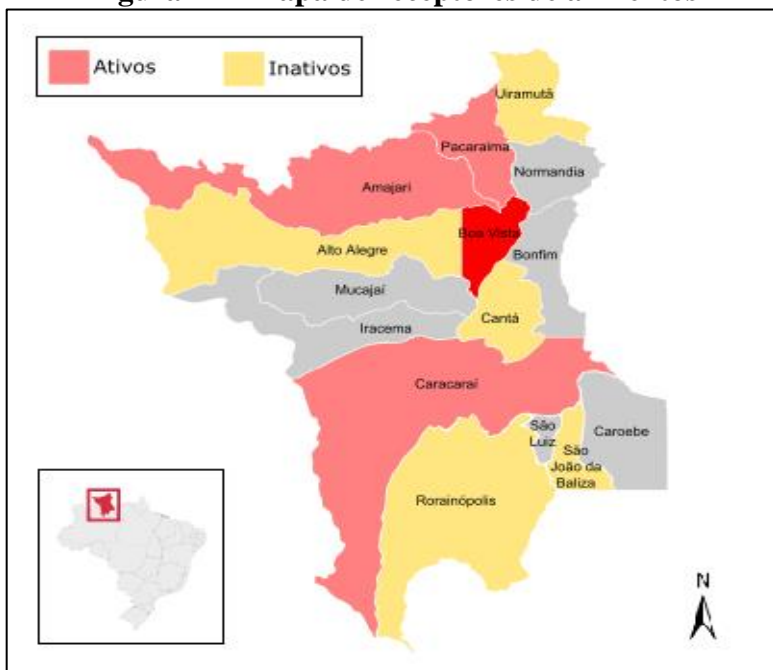 Ativos Inativos
Uiramutã
Pacaraima
Normandia
Amajari
Boa Vista
Alto Alegre
Bonfim
Mucajaí
Cantá
Iracema
Caracaraí
São
Luiz
Caroebe
São
João da
Baliza
Rorainópolis
N